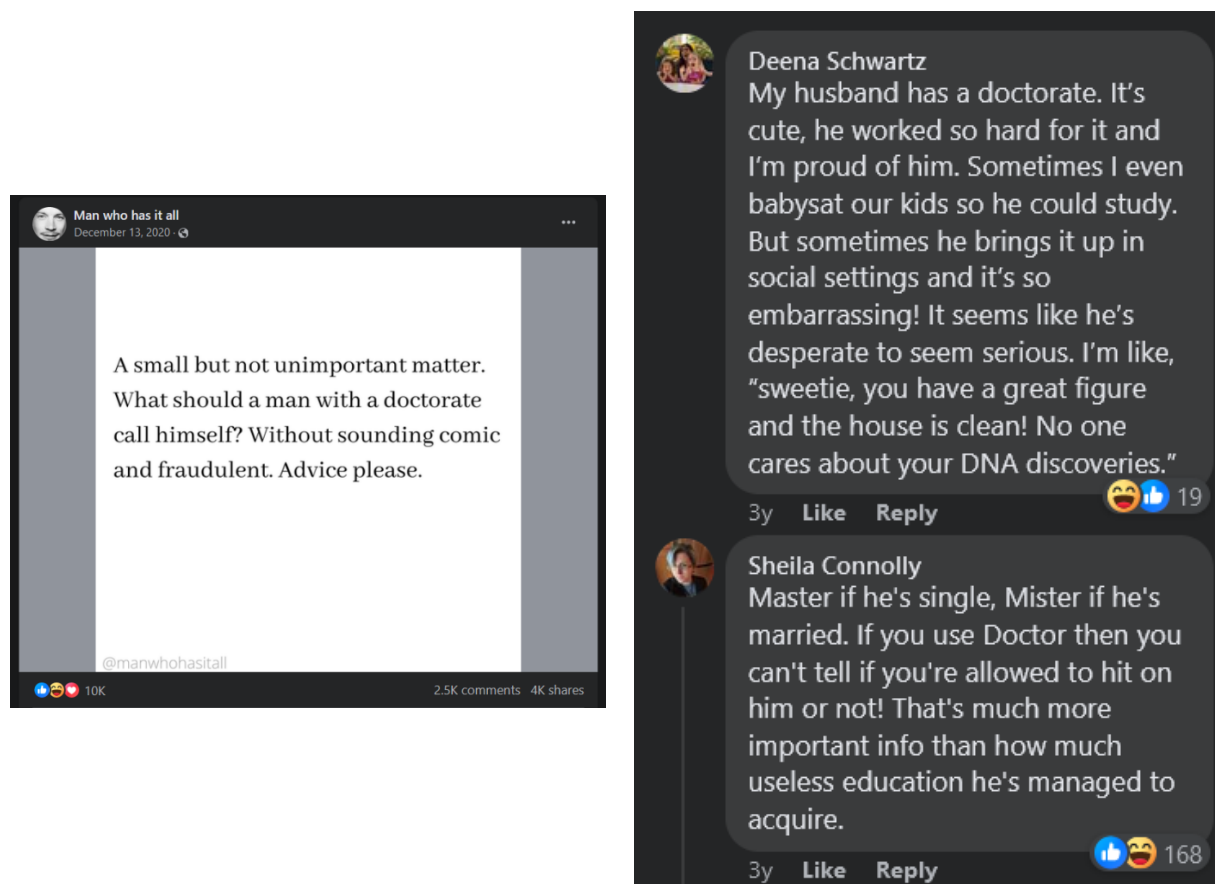 Man who has it all
December 13, 2020 ·
A small but not unimportant matter.
What should a man with a doctorate
call himself? Without sounding comic
and fraudulent. Advice please.
@manwhohasitall
10K
2.5K comments 4K shares
Deena Schwartz
My husband has a doctorate. It’s
cute, he worked so hard for it and
I’m proud of him. Sometimes I even
babysat our kids so he could study.
But sometimes he brings it up in
social settings and it’s so
embarrassing! It seems like he’s
desperate to seem serious. I’m like,
“sweetie, you have a great figure
and the house is clean! No one
cares about your DNA discoveries.”
19
3y Like Reply
Sheila Connolly
Master if he's single, Mister if he's
married. If you use Doctor then you
can't tell if you're allowed to hit on
him or not! That's much more
important info than how much
useless education he's managed to
acquire.
168
3y Like Reply